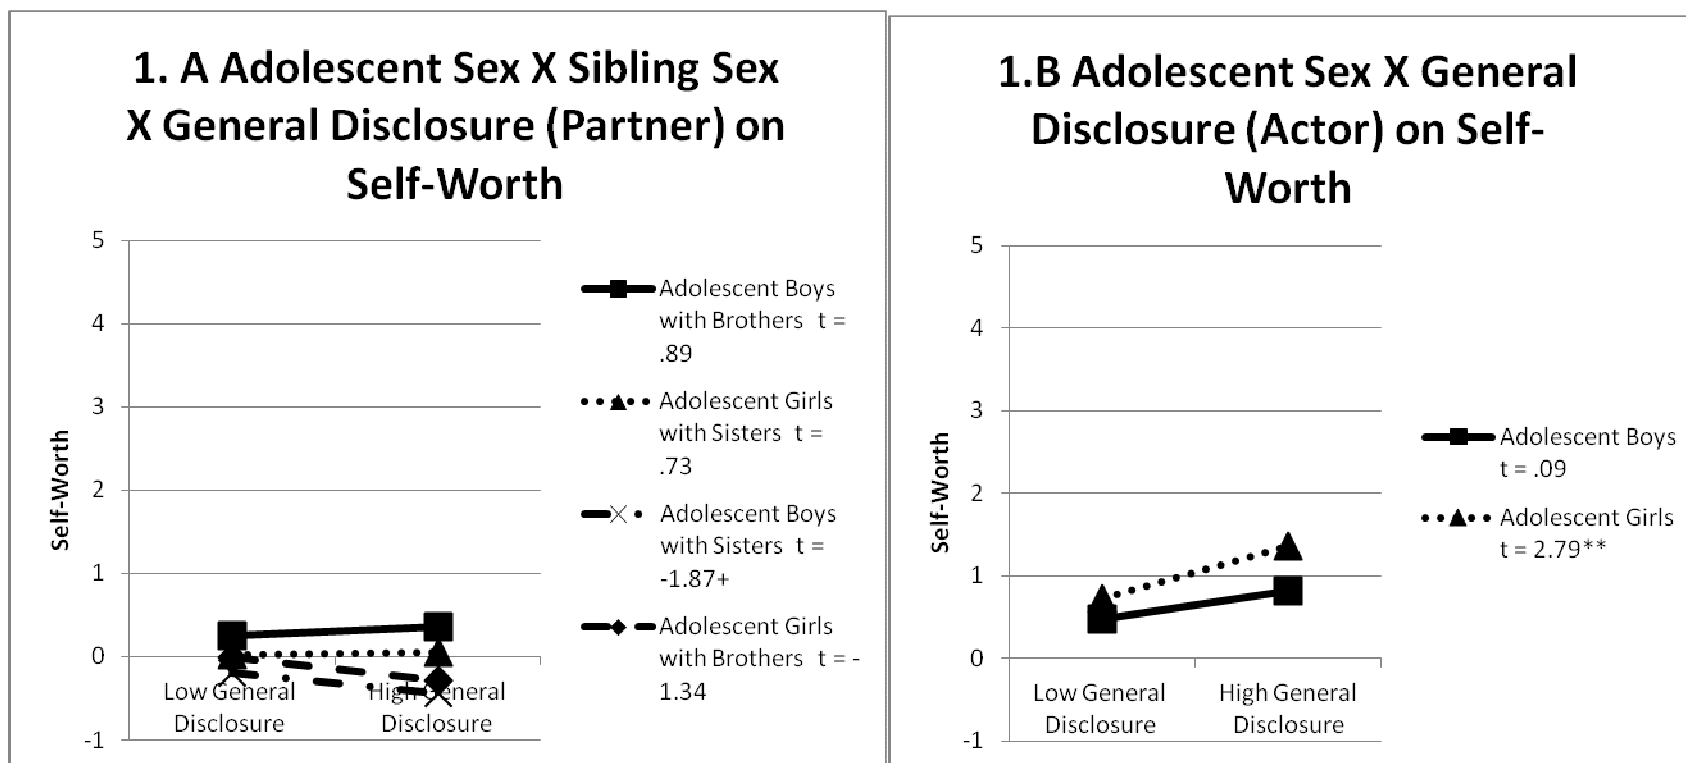 1. A Adolescent Sex X Sibling Sex
X General Disclosure (Partner) on
Self-Worth
5
4
3
2
1
0
-1
Self-Worth
Low General
Disclosure
High General
Disclosure
Adolescent Boys
with Brothers t =
.89
Adolescent Girls
with Sisters t =
.73
Adolescent Boys
with Sisters t =
-1.87+
Adolescent Girls
with Brothers t = -
1.34
1.B Adolescent Sex X General
Disclosure (Actor) on Self-
Worth
5
4
3
2
1
0
-1
Self-Worth
Low General
Disclosure
High General
Disclosure
Adolescent Boys
t = .09
Adolescent Girls
t = 2.79**